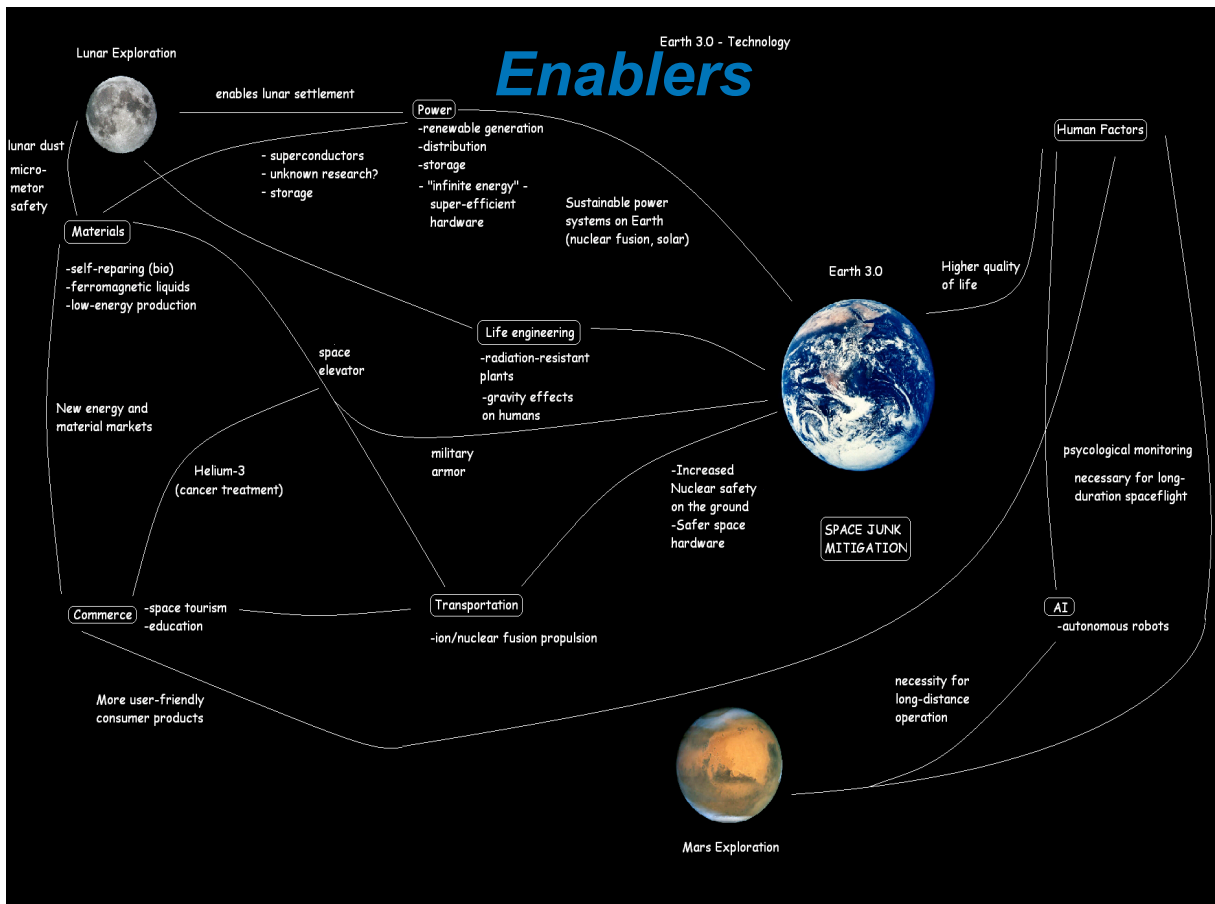 Earth 3.0 - Technology
Enablers
Lunar Exploration
enables lunar settlement
lunar dust
micro-
metor
safety
Power
-renewable generation
-distribution
-storage
- "infinite energy" -
super-efficient
hardware
- superconductors
- unknown research?
- storage
Human Factors
Materials
-self-reparing (bio)
-ferromagnetic liquids
-low-energy production
Sustainable power
systems on Earth
(nuclear fusion, solar)
Earth 3.0
Higher quality
of life
Life engineering
-radiation-resistant
plants
-gravity effects
on humans
space
elevator
New energy and
material markets
military
armor
Helium-3
(cancer treatment)
-Increased
Nuclear safety
on the ground
-Safer space
hardware
psycological monitoring
necessary for long-
duration spaceflight
SPACE JUNK
MITIGATION
Commerce
-space tourism
-education
Transportation
-ion/nuclear fusion propulsion
AI
-autonomous robots
More user-friendly
consumer products
necessity for
long-distance
operation
Mars Exploration